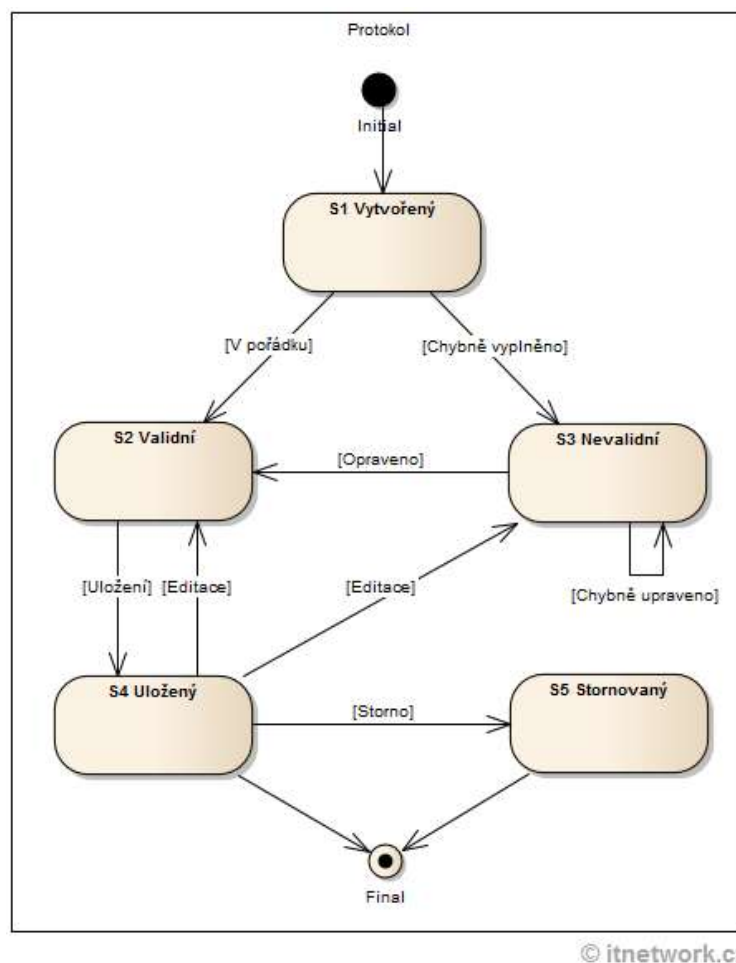 Protokol
Initial
S1 Vytvořený
[V pořádku]
[Chybně vyplněno]
S2 Validní
S3 Nevalidní
[Opraveno]
[Uložení]
[Editace]
[Editace]
[Chybně upraveno]
S4 Uložený
S5 Stornovaný
[Storno]
Final
© itnetwork.c